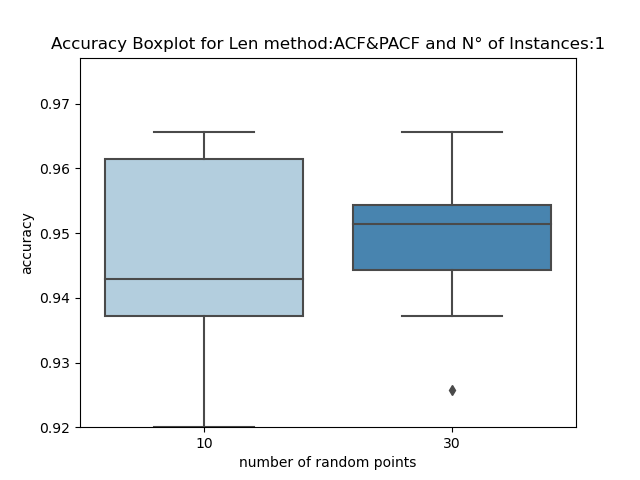 Accuracy Boxplot for Len method:ACF&PACF and N° of Instances:1
0.97
0.96
0.95
0.94
0.93
0.92
accuracy
10 30
number of random points